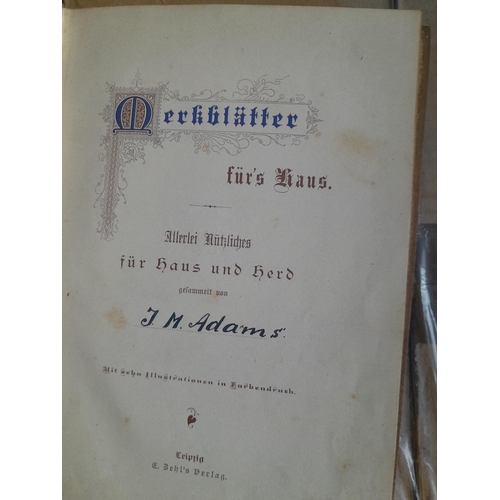 Merkblätter
für's Haus.
Allerlei Nützliches
für Haus und Herd
gesammelt von
J. M. Adams.
Mit zehn Illustrationen in Farbendruck.
Leipzig
C. Dohl's Verlag.